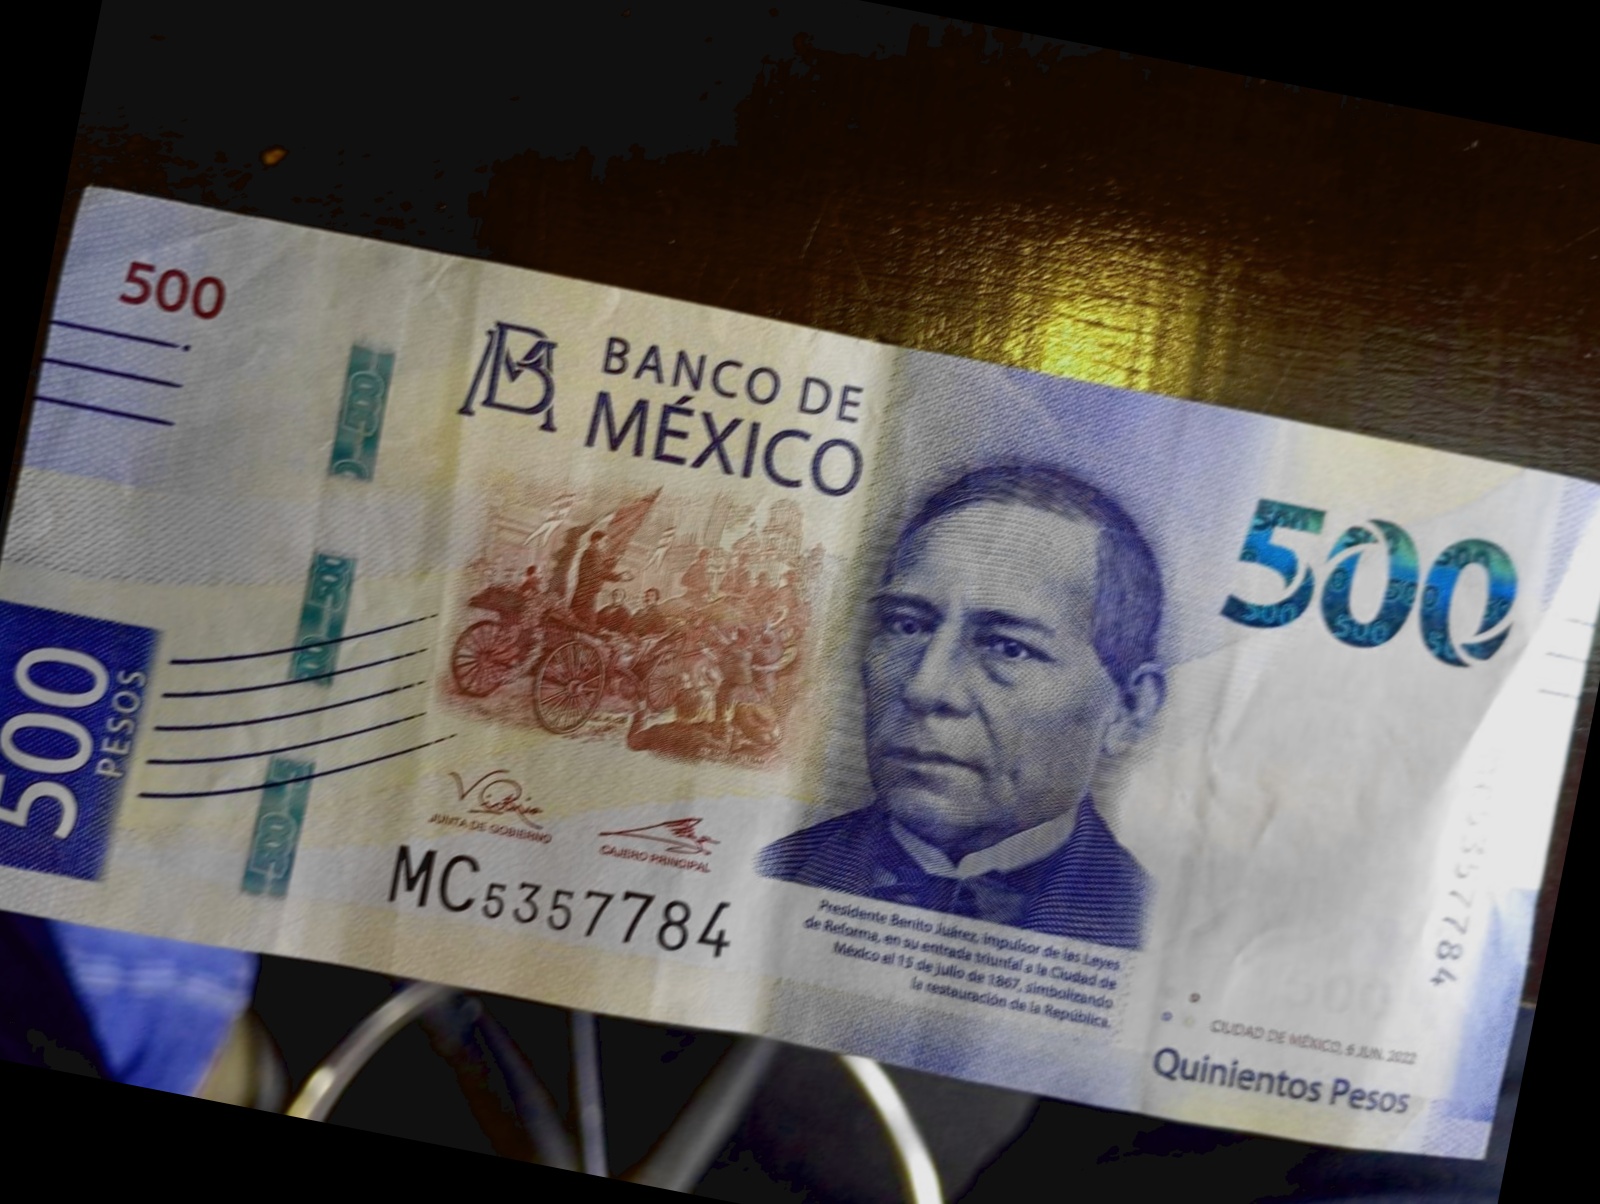 500
BANCO DE
MÉXICO
500
500
PESOS
JUNTA DE GOBIERNO
CAJERO PRINCIPAL
MC5357784
Presidente Benito Juárez, impulsor de las Leyes
de Reforma, en su entrada triunfal a la Ciudad de
México el 15 de julio de 1867, simbolizando
la restauración de la República.
5357784
CIUDAD DE MÉXICO, 6 JUN. 2022
Quinientos Pesos